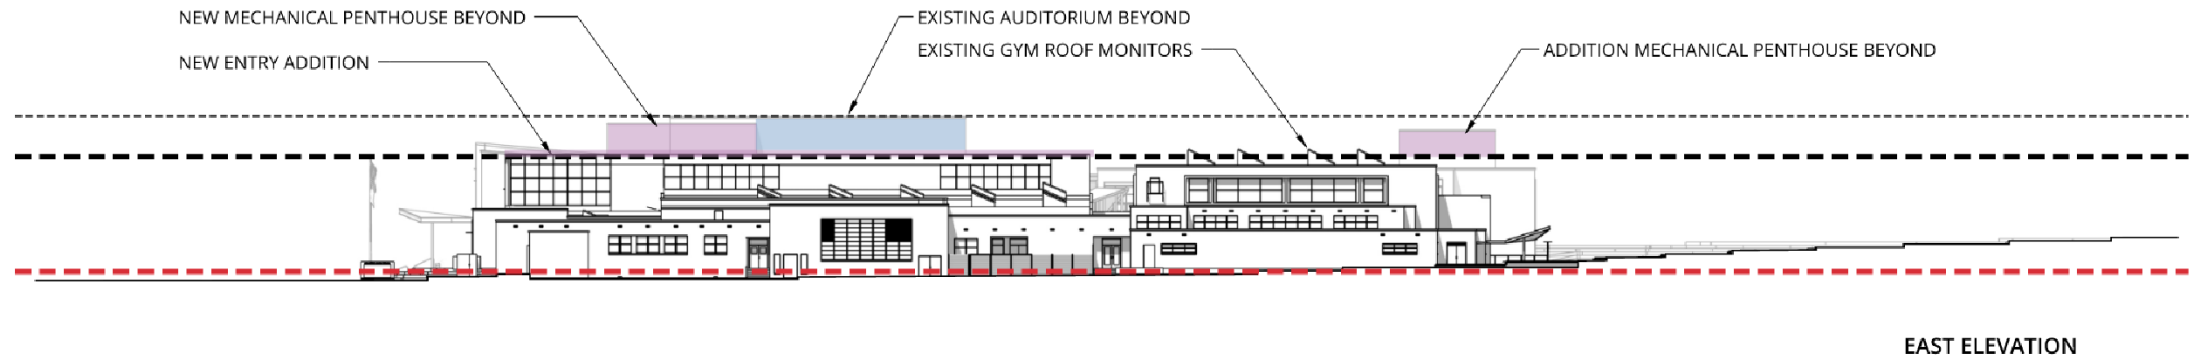 NEW MECHANICAL PENTHOUSE BEYOND
EXISTING AUDITORIUM BEYOND
EXISTING GYM ROOF MONITORS
ADDITION MECHANICAL PENTHOUSE BEYOND
NEW ENTRY ADDITION
EAST ELEVATION